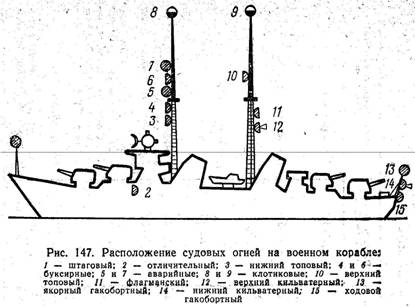 8
9
7
6
5
4
3
10
11
12
2
13
14
15
Рис. 147. Расположение судовых огней на военном корабле:
1 — штаговый; 2 — отличительный; 3 — нижний топовый; 4 и 6 —
буксирные; 5 и 7 — аварийные; 8 и 9 — клотиковые; 10 — верхний
топовый; 11 — флагманский; 12 — верхний кильватерный; 13 —
якорный гакобортный; 14 — нижний кильватерный; 15 — ходовой
гакобортный